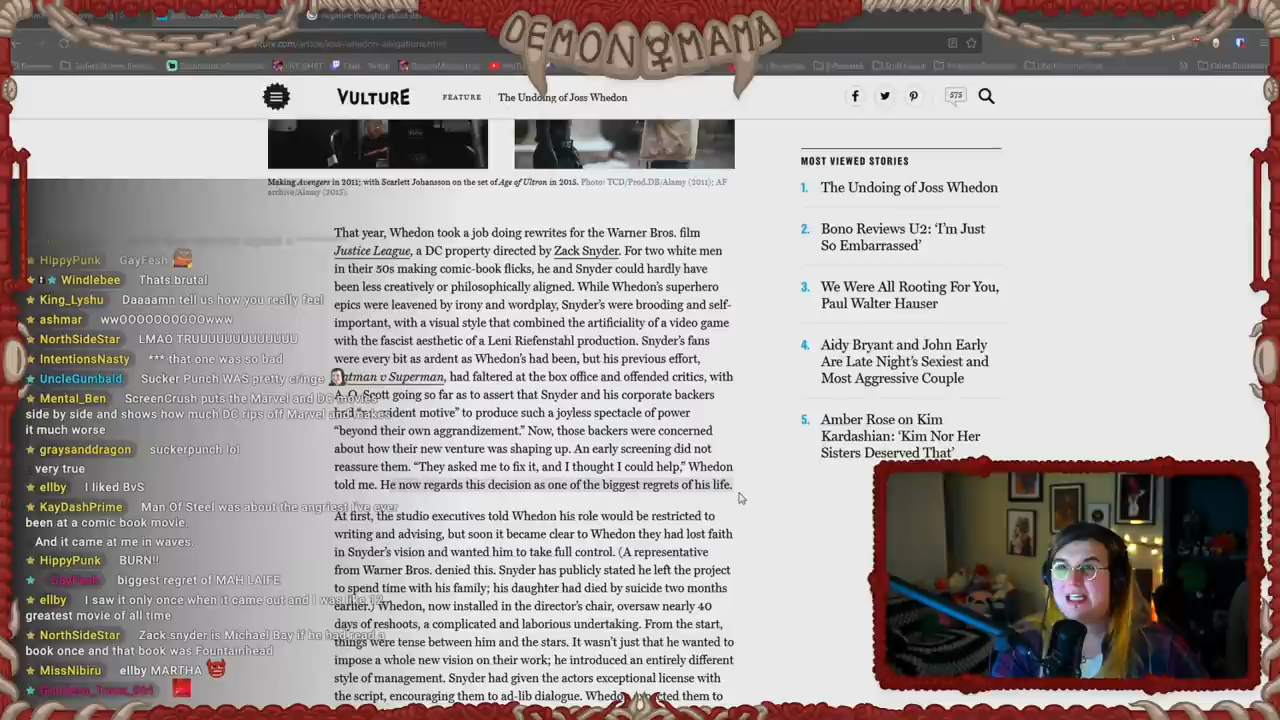 DEMON MAMA
negative thoughts
VULTURE
FEATURE
The Undoing of Joss Whedon
575
Making Avengers in 2011; with Scarlett Johansson on the set of Age of Ultron in 2015. Photo: TCD/Prod.DB/Alamy (2011); AF
archive/Alamy (2015).
That year, Whedon took a job doing rewrites for the Warner Bros. film
Justice League, a DC property directed by Zack Snyder. For two white men
in their 50s making comic-book flicks, he and Snyder could hardly have
been less creatively or philosophically aligned. While Whedon's superhero
epics were leavened by irony and wordplay, Snyder's were brooding and self-
important, with a visual style that combined the artificiality of a video game
with the fascist aesthetic of a Leni Riefenstahl production. Snyder's fans
were every bit as ardent as Whedon's had been, but his previous effort,
atman v Superman, had faltered at the box office and offended critics, with
O. Scott going so far as to assert that Snyder and his corporate backers
had motive” to produce such a joyless spectacle of power
“beyond their own aggrandizement.” Now, those backers were concerned
about how their new venture was shaping up. An early screening did not
reassure them. “They asked me to fix it, and I thought I could help,” Whedon
told me. He now regards this decision as one of the biggest regrets of his life.
At first, the studio executives told Whedon his role would be restricted to
writing and advising, but soon it became clear to Whedon they had lost faith
in Snyder's vision and wanted him to take full control. (A representative
from Warner Bros. denied this. Snyder has publicly stated he left the project
to spend time with his family; his daughter had died by suicide two months
earlier.) Whedon, now installed in the director's chair, oversaw nearly 40
days of reshoots, a complicated and laborious undertaking. From the start,
things were tense between him and the stars. It wasn't just that he wanted to
impose a whole new vision on their work; he introduced an entirely different
style of management. Snyder had given the actors exceptional license with
the script, encouraging them to ad-lib dialogue. Whedon expected them to
MOST VIEWED STORIES
1. The Undoing of Joss Whedon
2. Bono Reviews U2: ‘I'm Just
So Embarrassed’
3. We Were All Rooting For You,
Paul Walter Hauser
4. Aidy Bryant and John Early
Are Late Night's Sexiest and
Most Aggressive Couple
5. Amber Rose on Kim
Kardashian: ‘Kim Nor Her
Sisters Deserved That’
HippyPunk GayFesh
Windlebee Thats brutal
King_Lyshu Daaaamn tell us how you really feel
ashmar wwOOOOOOOOOwww
NorthSideStar LMAO TRUUUUUUUUUUUU
IntentionsNasty *** that one was so bad
UncleGumbald Sucker Punch WAS pretty cringe
Mental_Ben ScreenCrush puts the Marvel and DC movies
side by side and shows how much DC rips off Marvel and makes
it much worse
graysanddragon suckerpunch lol
very true
ellby I liked BvS
KayDashPrime Man Of Steel was about the angriest I've ever
been at a comic book movie.
And it came at me in waves.
HippyPunk BURN!!
GayFesh biggest regret of MAH LAIFE
ellby I saw it only once when it came out and I was like
greatest movie of all time
NorthSideStar Zack snyder is Michael Bay if he had read a
book once and that book was Fountainhead
MissNibiru ellby MARTHA